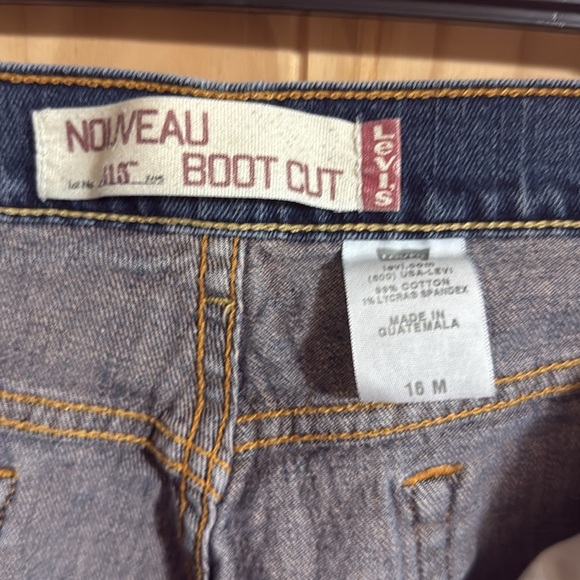 NOUVEAU
BOOT CUT
Levi's
levi.com
(800) USA-LEVI
99% COTTON
1% LYCRA® SPANDEX
MADE IN
GUATEMALA
16 M